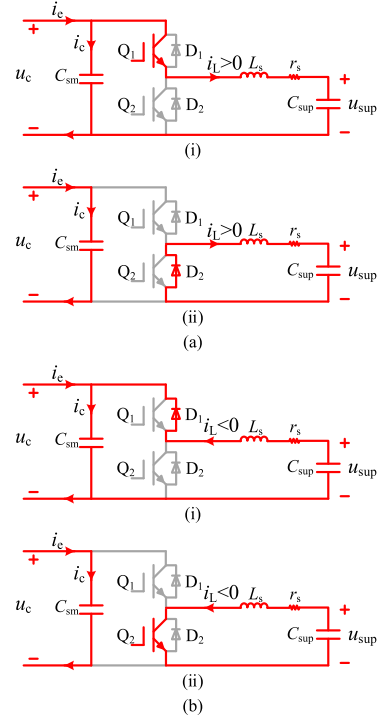 i_e
+ i_c Q_1 D_1 i_L>0 L_s r_s +
u_c C_sm Q_2 D_2 C_sup u_sup
− −
(i)
i_e
+ i_c Q_1 D_1 i_L>0 L_s r_s +
u_c C_sm Q_2 D_2 C_sup u_sup
− −
(ii)
(a)
i_e
+ i_c Q_1 D_1 i_L<0 L_s r_s +
u_c C_sm Q_2 D_2 C_sup u_sup
− −
(i)
i_e
+ i_c Q_1 D_1 i_L<0 L_s r_s +
u_c C_sm Q_2 D_2 C_sup u_sup
− −
(ii)
(b)